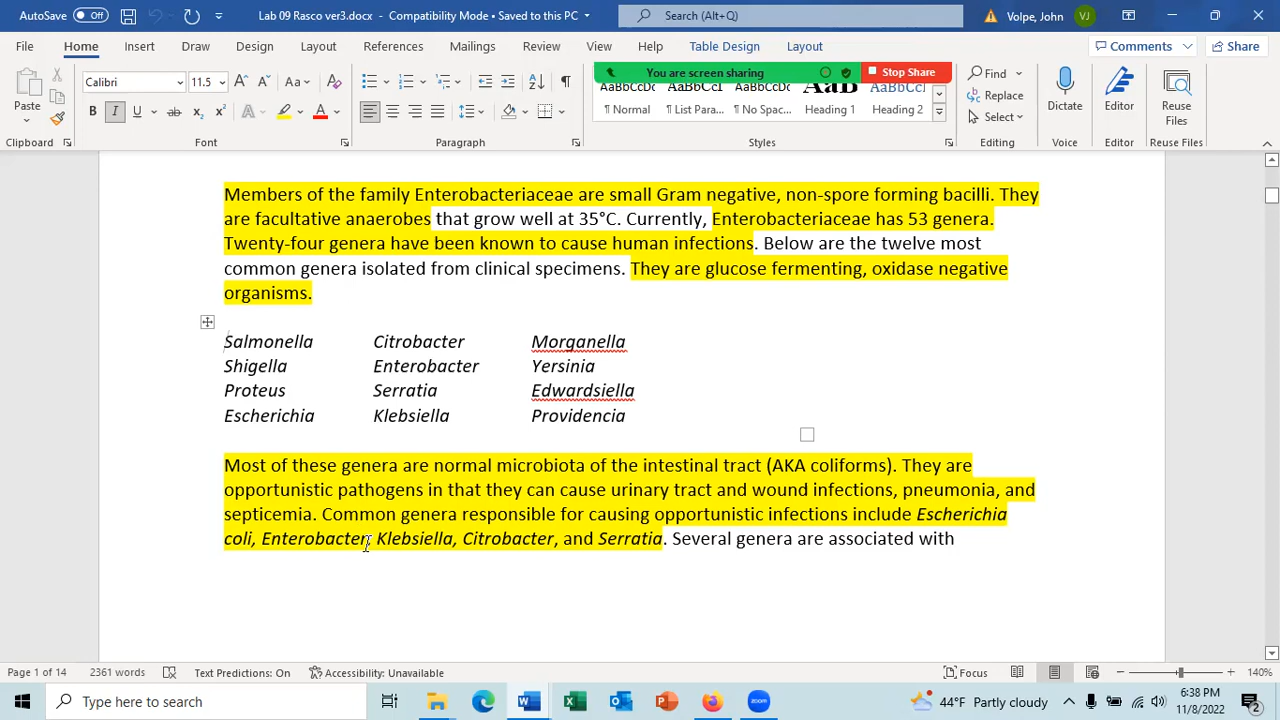 AutoSave Off Lab 09 Rasco ver3.docx - Compatibility Mode • Saved to this PC Search (Alt+Q) Volpe, John VJ
File Home Insert Draw Design Layout References Mailings Review View Help Table Design Layout Comments Share
You are screen sharing Stop Share
Paste Calibri 11.5 A A Aa A AaBbCcDc AaBbCcDc AaBbCcDc AaBbC AaBbCcI Find Replace Select Dictate Editor Reuse Files
B I U ab x₂ x² A A ¶ Normal ¶ List Para... ¶ No Spac... Heading 1 Heading 2
Clipboard Font Paragraph Styles Editing Voice Editor Reuse Files
Members of the family Enterobacteriaceae are small Gram negative, non-spore forming bacilli. They
are facultative anaerobes that grow well at 35°C. Currently, Enterobacteriaceae has 53 genera.
Twenty-four genera have been known to cause human infections. Below are the twelve most
common genera isolated from clinical specimens. They are glucose fermenting, oxidase negative
organisms.
Salmonella Citrobacter Morganella
Shigella Enterobacter Yersinia
Proteus Serratia Edwardsiella
Escherichia Klebsiella Providencia
Most of these genera are normal microbiota of the intestinal tract (AKA coliforms). They are
opportunistic pathogens in that they can cause urinary tract and wound infections, pneumonia, and
septicemia. Common genera responsible for causing opportunistic infections include Escherichia
coli, Enterobacter, Klebsiella, Citrobacter, and Serratia. Several genera are associated with
Page 1 of 14 2361 words Text Predictions: On Accessibility: Unavailable Focus 140%
Type here to search 44°F Partly cloudy 6:38 PM
11/8/2022 2